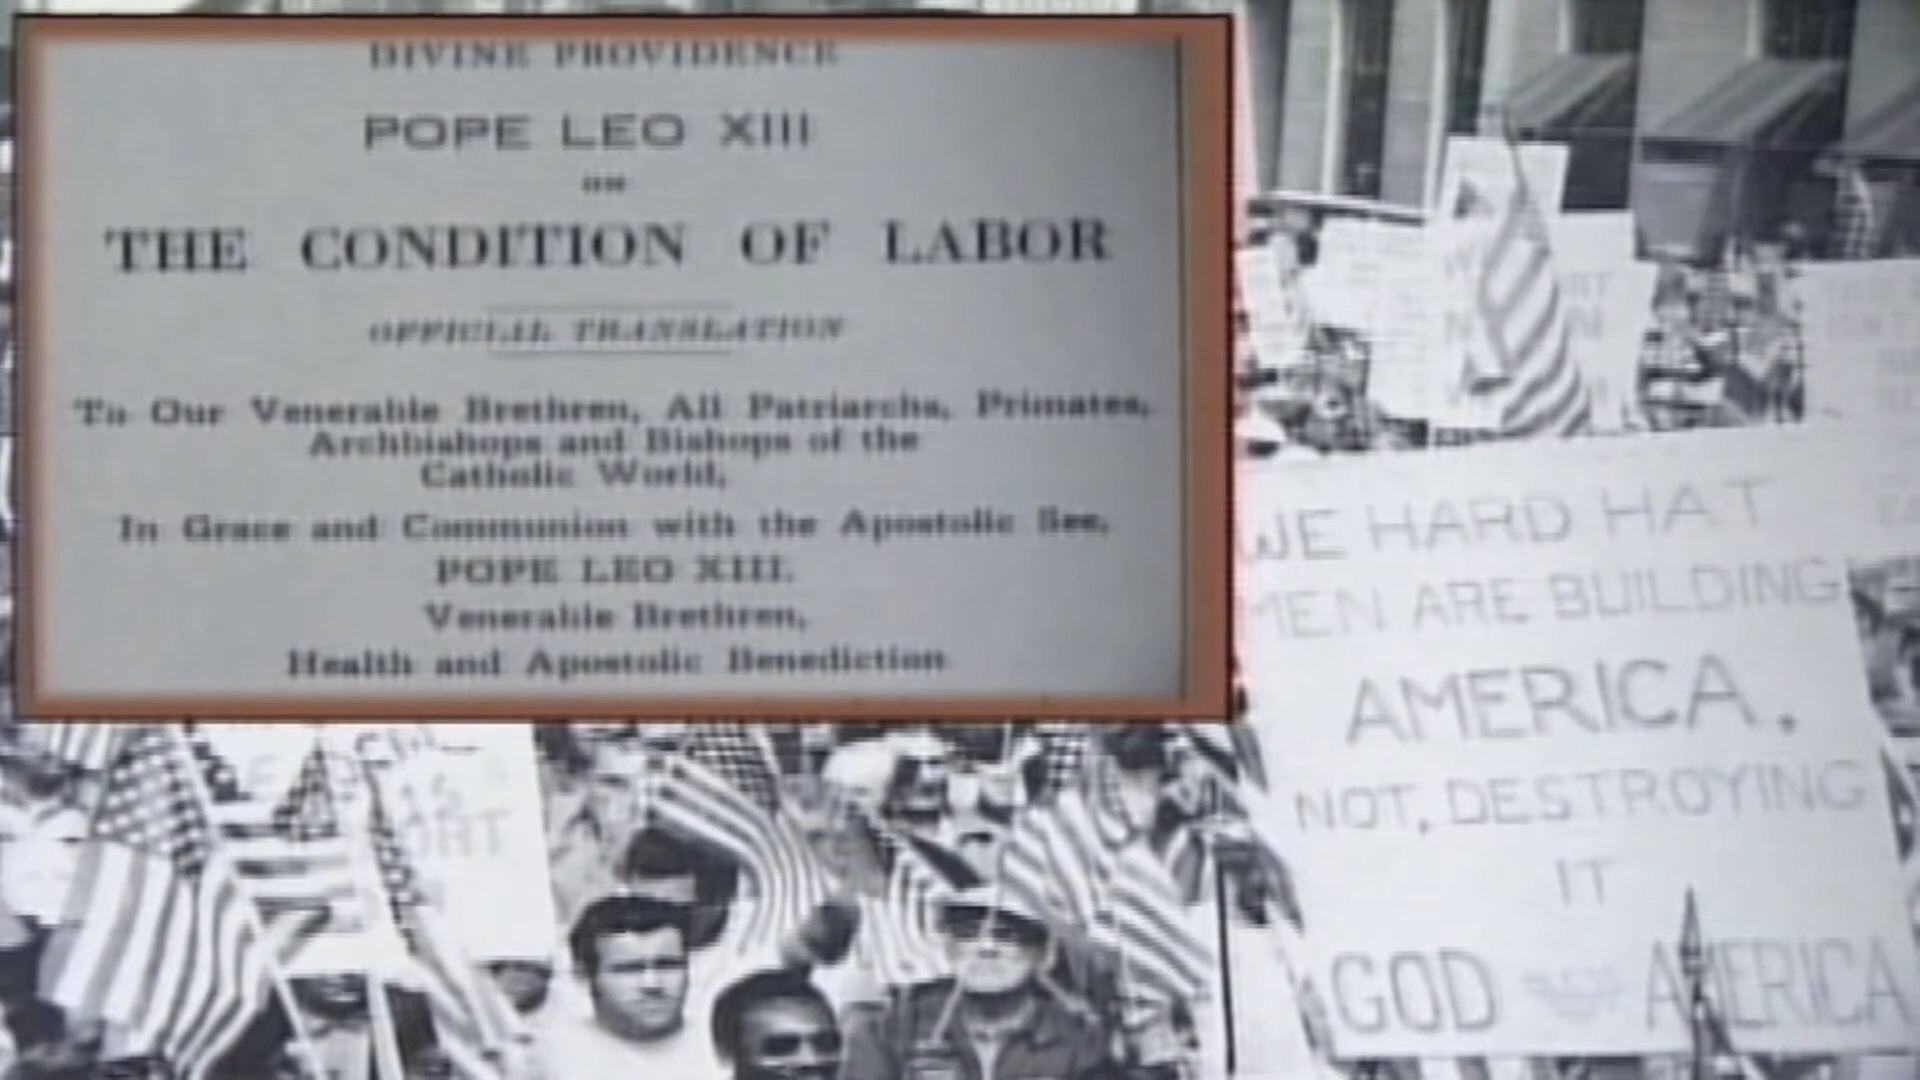 DIVINE PROVIDENCE
POPE LEO XIII
ON
THE CONDITION OF LABOR
OFFICIAL TRANSLATION
To Our Venerable Brethren, All Patriarchs, Primates,
Archbishops and Bishops of the
Catholic World,
In Grace and Communion with the Apostolic See,
POPE LEO XIII.
Venerable Brethren,
Health and Apostolic Benediction
WE HARD HAT
MEN ARE BUILDING
AMERICA.
NOT, DESTROYING
IT
GOD AMERICA